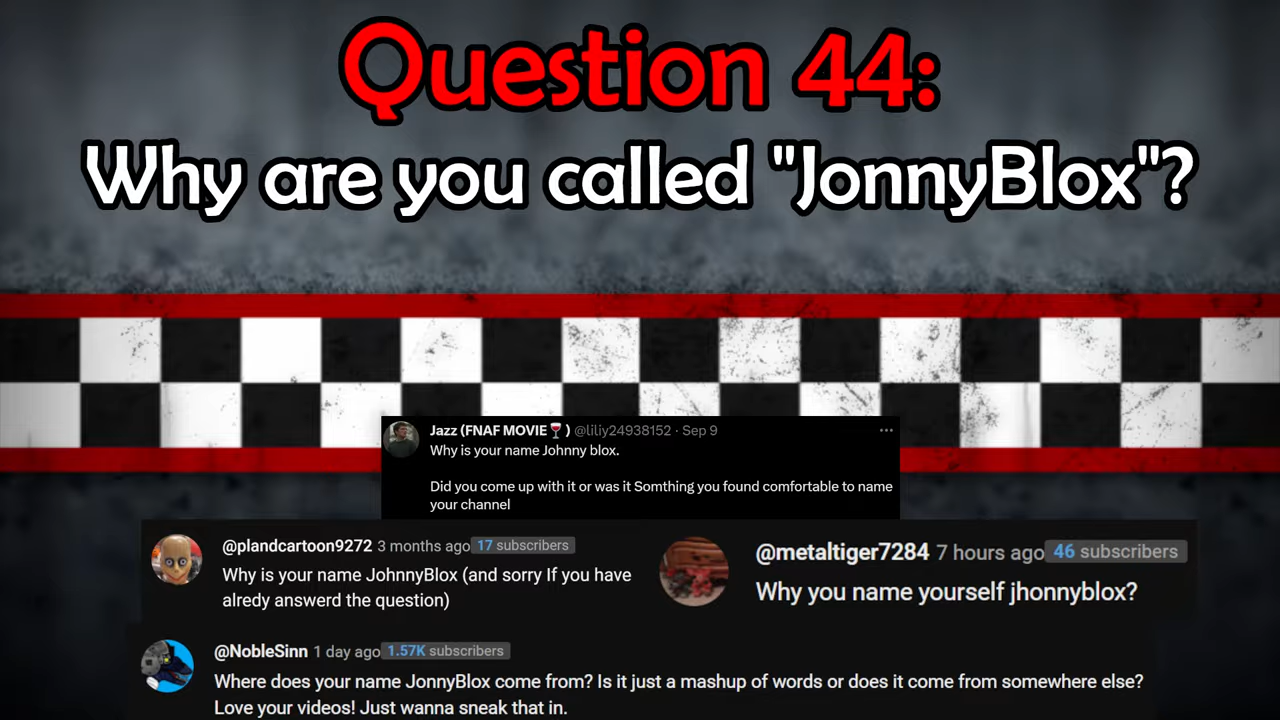 Question 44:
Why are you called "JonnyBlox"?
Jazz (FNAF MOVIE🍷) @liliy24938152 · Sep 9
Why is your name Johnny blox.
Did you come up with it or was it Somthing you found comfortable to name
your channel
@plandcartoon9272 3 months ago 17 subscribers
Why is your name JohnnyBlox (and sorry If you have
alredy answerd the question)
@metaltiger7284 7 hours ago 46 subscribers
Why you name yourself jhonnyblox?
@NobleSinn 1 day ago 1.57K subscribers
Where does your name JonnyBlox come from? Is it just a mashup of words or does it come from somewhere else?
Love your videos! Just wanna sneak that in.